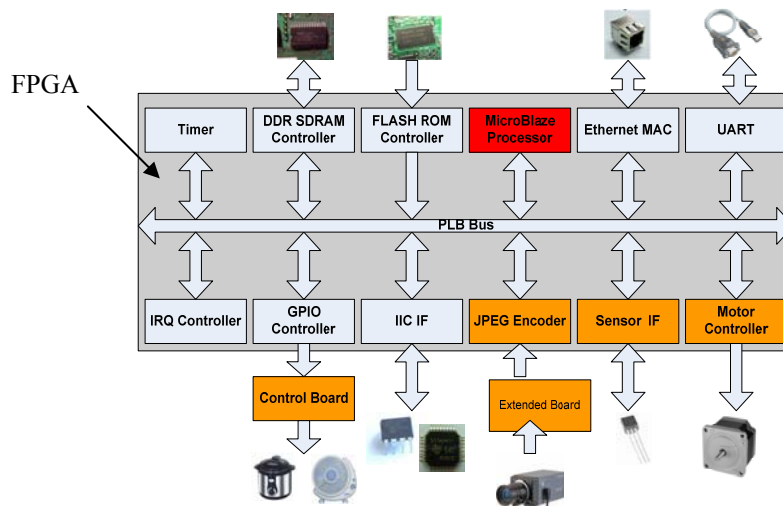 FPGA
Timer
DDR SDRAM
Controller
FLASH ROM
Controller
MicroBlaze
Processor
Ethernet MAC
UART
PLB Bus
IRQ Controller
GPIO
Controller
IIC IF
JPEG Encoder
Sensor IF
Motor
Controller
Control Board
Extended Board